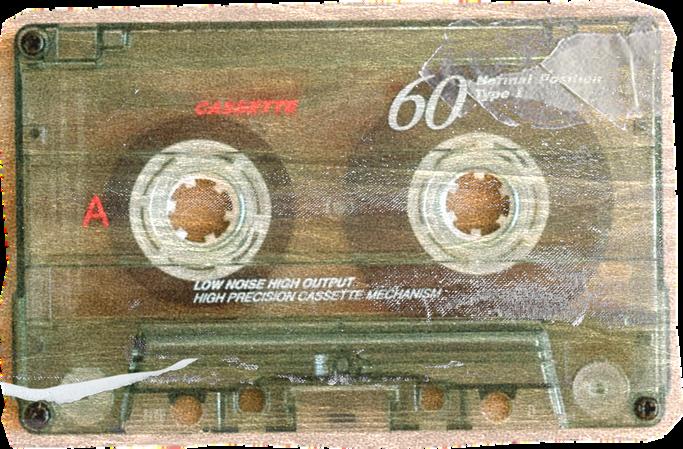 CASSETTE
60
Normal Position
Type I
A
LOW NOISE HIGH OUTPUT
HIGH PRECISION CASSETTE MECHANISM